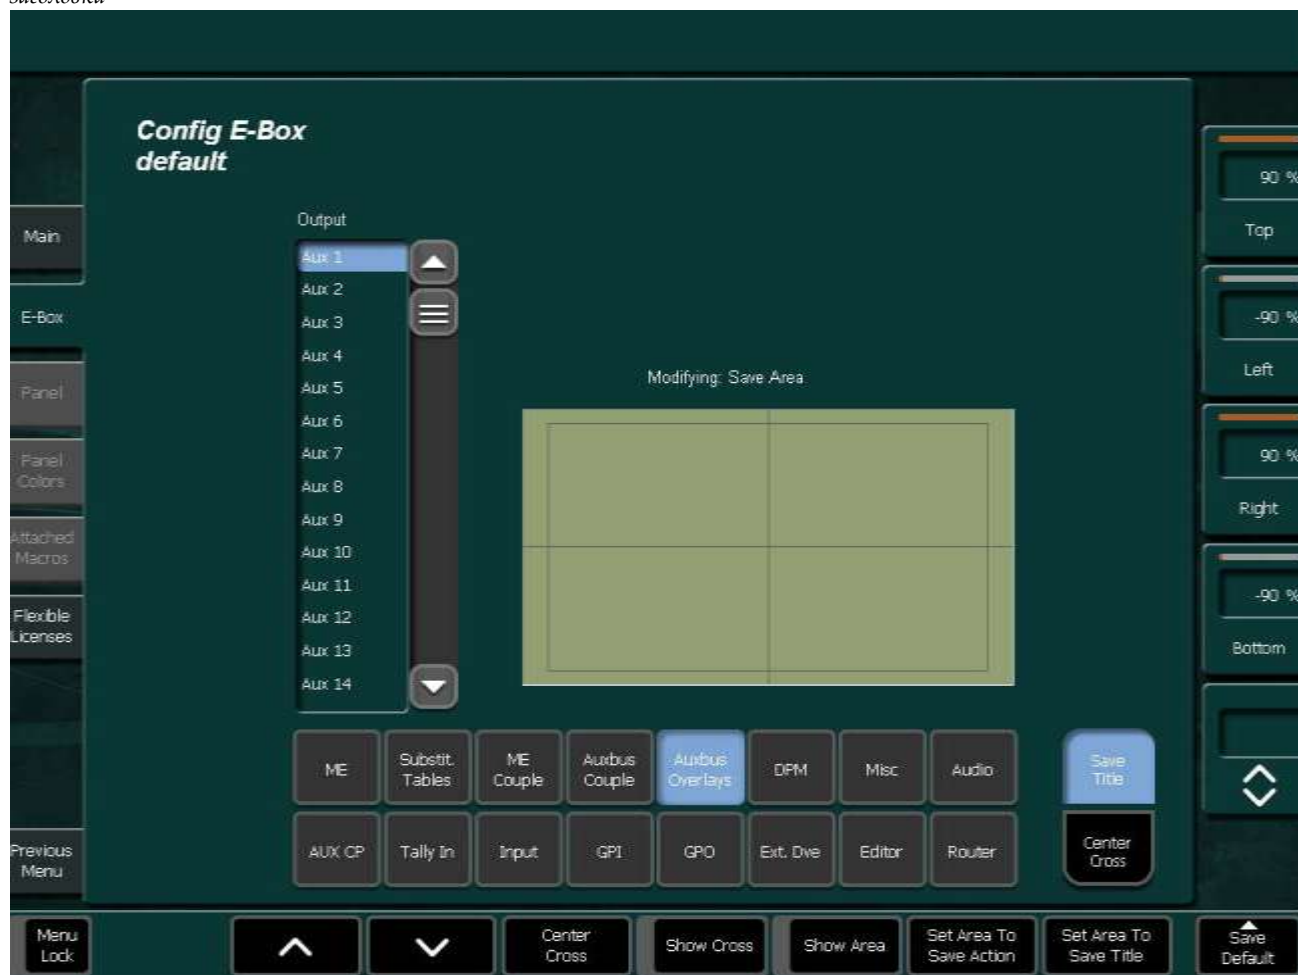 заголовка
Config E-Box
default
90 %
Top
Output
Main
Aux 1
Aux 2
Aux 3
Aux 4
Aux 5
Aux 6
Aux 7
Aux 8
Aux 9
Aux 10
Aux 11
Aux 12
Aux 13
Aux 14
E-Box
-90 %
Left
Modifying: Save Area
Panel
Panel
Colors
90 %
Right
Attached
Macros
Flexible
Licenses
-90 %
Bottom
ME
Substit.
Tables
ME
Couple
Auxbus
Couple
Auxbus
Overlays
DPM
Misc
Audio
Save
Title
AUX CP
Tally In
Input
GPI
GPO
Ext. Dve
Editor
Router
Center
Cross
Previous
Menu
Menu
Lock
Center
Cross
Show Cross
Show Area
Set Area To
Save Action
Set Area To
Save Title
Save
Default